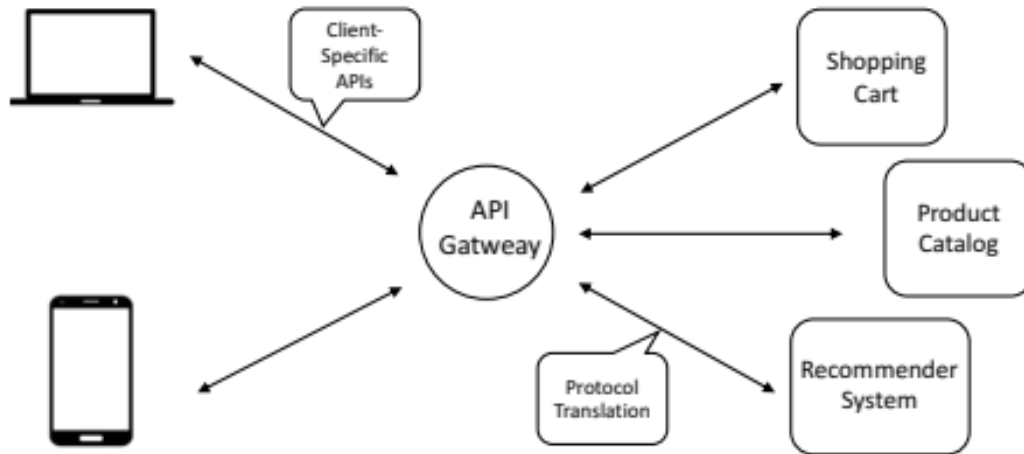 Client-
Specific
APIs
Shopping
Cart
API
Gatweay
Product
Catalog
Protocol
Translation
Recommender
System